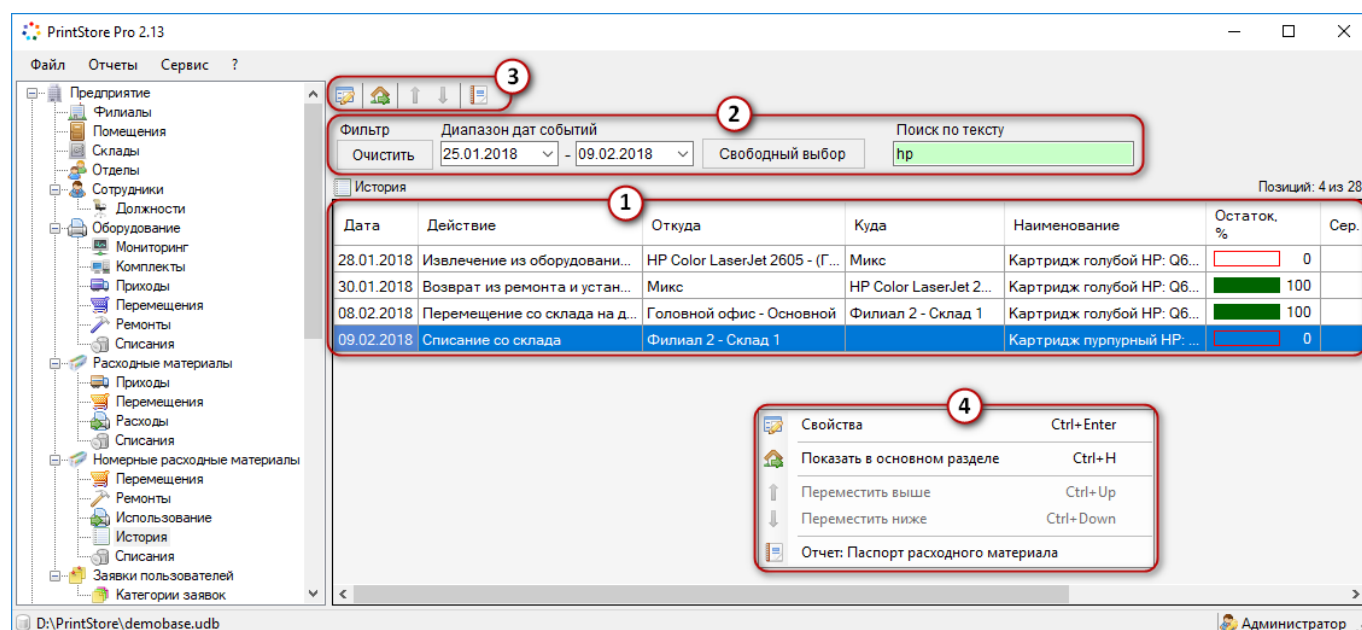 PrintStore Pro 2.13
Файл Отчеты Сервис ?
Предприятие
Филиалы
Помещения
Склады
Отделы
Сотрудники
Должности
Оборудование
Мониторинг
Комплекты
Приходы
Перемещения
Ремонты
Списания
Расходные материалы
Приходы
Перемещения
Расходы
Списания
Номерные расходные материалы
Перемещения
Ремонты
Использование
История
Списания
Заявки пользователей
Категории заявок
3
2
Фильтр Диапазон дат событий Поиск по тексту
Очистить 25.01.2018 - 09.02.2018 Свободный выбор hp
История Позиций: 4 из 28
1
Дата Действие Откуда Куда Наименование Остаток, % Сер.
28.01.2018 Извлечение из оборудовани... HP Color LaserJet 2605 - (Г... Микс Картридж голубой HP: Q6... 0
30.01.2018 Возврат из ремонта и устан... Микс HP Color LaserJet 2... Картридж голубой HP: Q6... 100
08.02.2018 Перемещение со склада на д... Головной офис - Основной Филиал 2 - Склад 1 Картридж голубой HP: Q6... 100
09.02.2018 Списание со склада Филиал 2 - Склад 1 Картридж пурпурный HP: ... 0
4
Свойства Ctrl+Enter
Показать в основном разделе Ctrl+H
Переместить выше Ctrl+Up
Переместить ниже Ctrl+Down
Отчет: Паспорт расходного материала
D:\PrintStore\demobase.udb Администратор